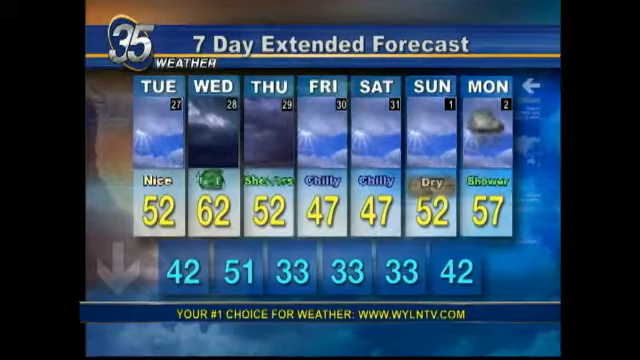 35 WEATHER
7 Day Extended Forecast
TUE WED THU FRI SAT SUN MON
27 28 29 30 31 1 2
Nice Showers Chilly Chilly Dry Shower
52 62 52 47 47 52 57
42 51 33 33 33 42
YOUR #1 CHOICE FOR WEATHER: WWW.WYLNTV.COM